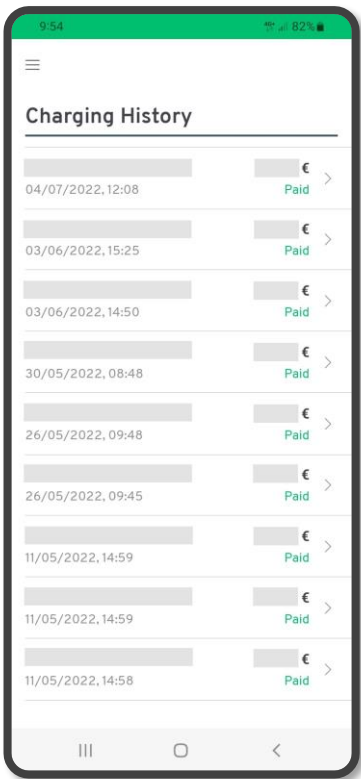 9:54 82%
Charging History
€
04/07/2022, 12:08 Paid
€
03/06/2022, 15:25 Paid
€
03/06/2022, 14:50 Paid
€
30/05/2022, 08:48 Paid
€
26/05/2022, 09:48 Paid
€
26/05/2022, 09:45 Paid
€
11/05/2022, 14:59 Paid
€
11/05/2022, 14:59 Paid
€
11/05/2022, 14:58 Paid